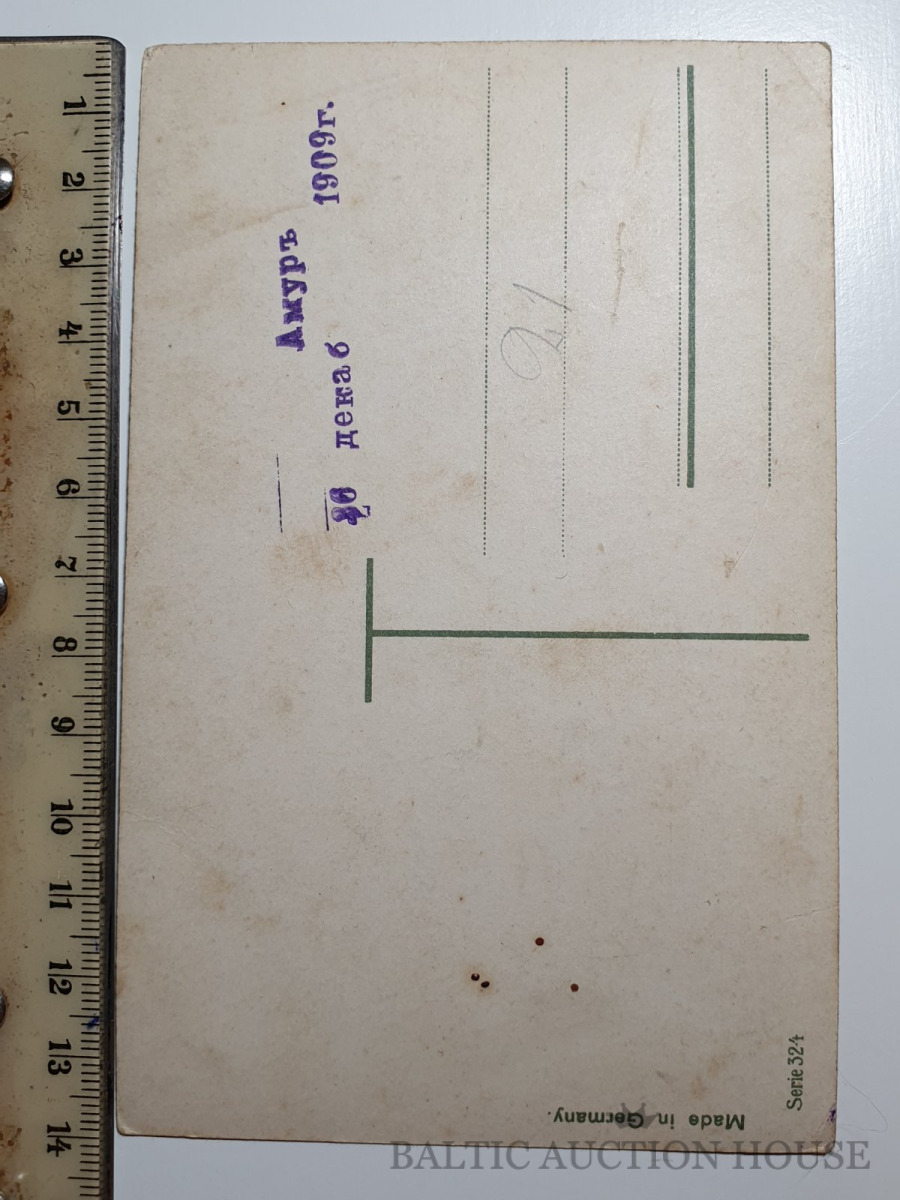 Амуръ
26 декаб 1909г.
21
Serie 324
Made in Germany.
1 2 3 4 5 6 7 8 9 10 11 12 13 14
BALTIC AUCTION HOUSE